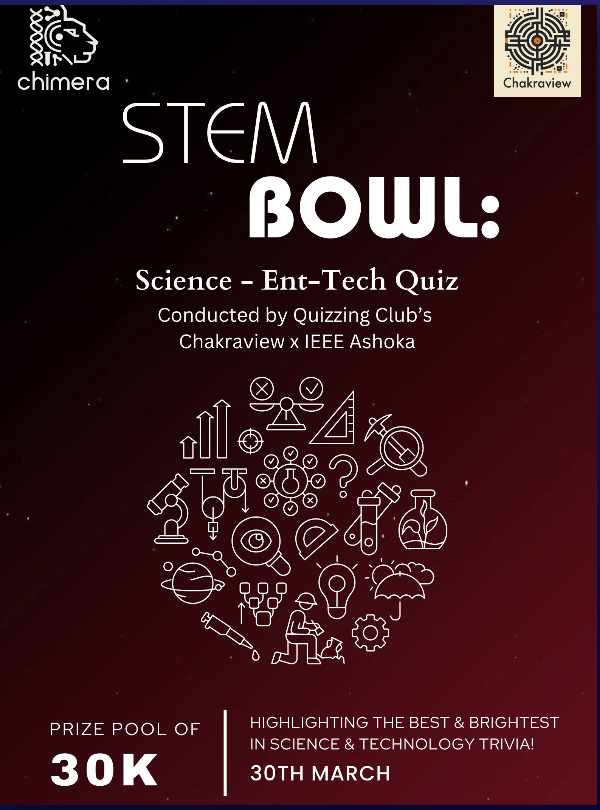 chimera
Chakraview
STEM
BOWL:
Science - Ent-Tech Quiz
Conducted by Quizzing Club's
Chakraview x IEEE Ashoka
PRIZE POOL OF
30K
HIGHLIGHTING THE BEST & BRIGHTEST
IN SCIENCE & TECHNOLOGY TRIVIA!
30TH MARCH